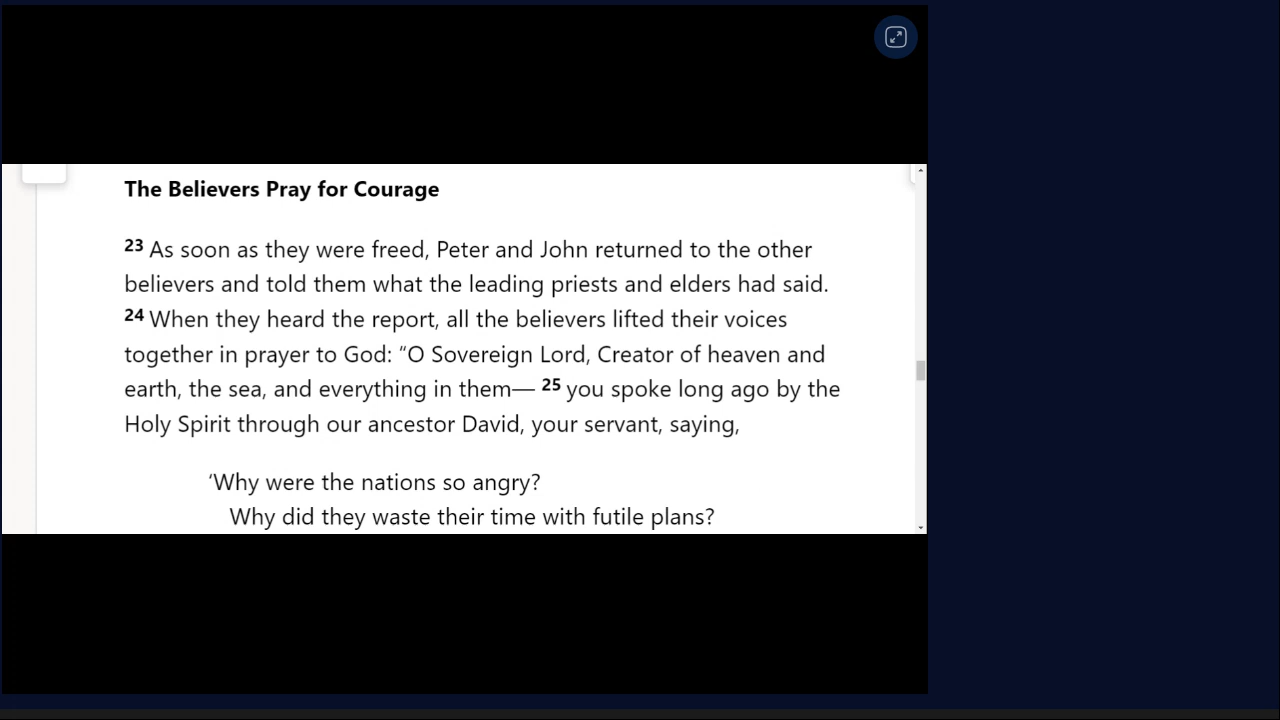 The Believers Pray for Courage
23 As soon as they were freed, Peter and John returned to the other
believers and told them what the leading priests and elders had said.
24 When they heard the report, all the believers lifted their voices
together in prayer to God: “O Sovereign Lord, Creator of heaven and
earth, the sea, and everything in them— 25 you spoke long ago by the
Holy Spirit through our ancestor David, your servant, saying,
‘Why were the nations so angry?
Why did they waste their time with futile plans?